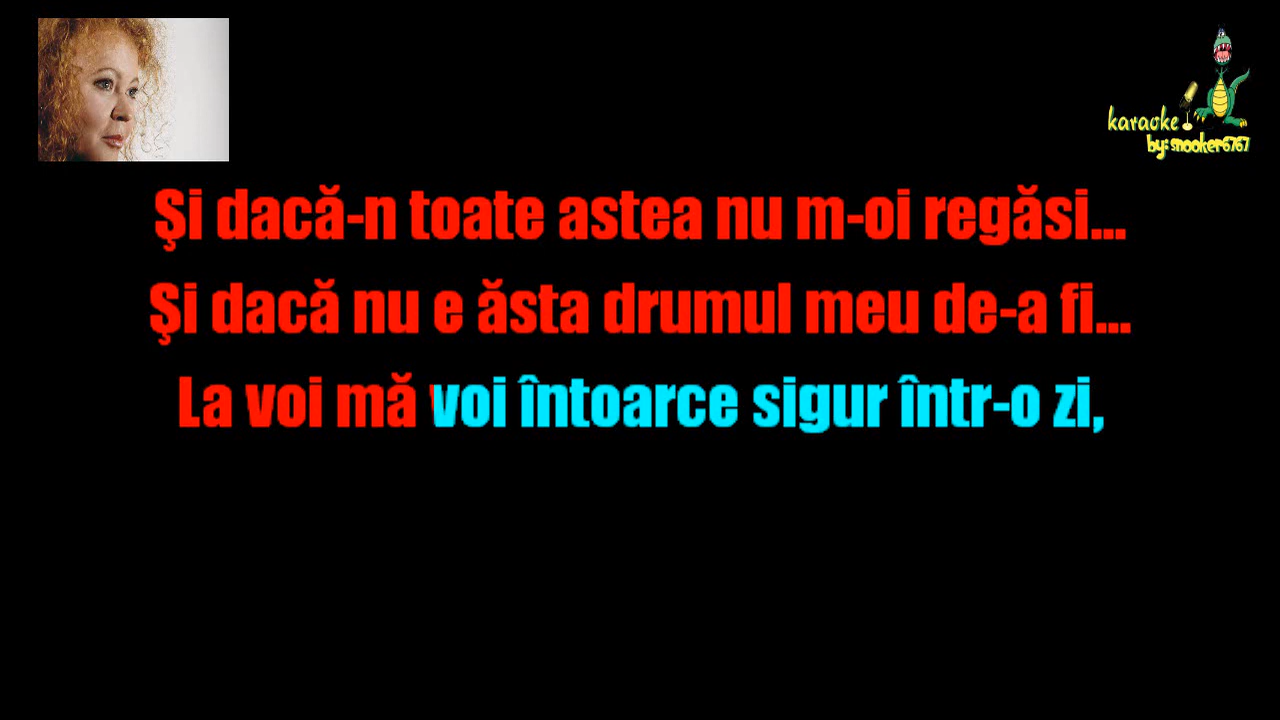 karaoke
by: snooker6767
Şi dacă-n toate astea nu m-oi regăsi...
Şi dacă nu e ăsta drumul meu de-a fi...
La voi mă voi întoarce sigur într-o zi,